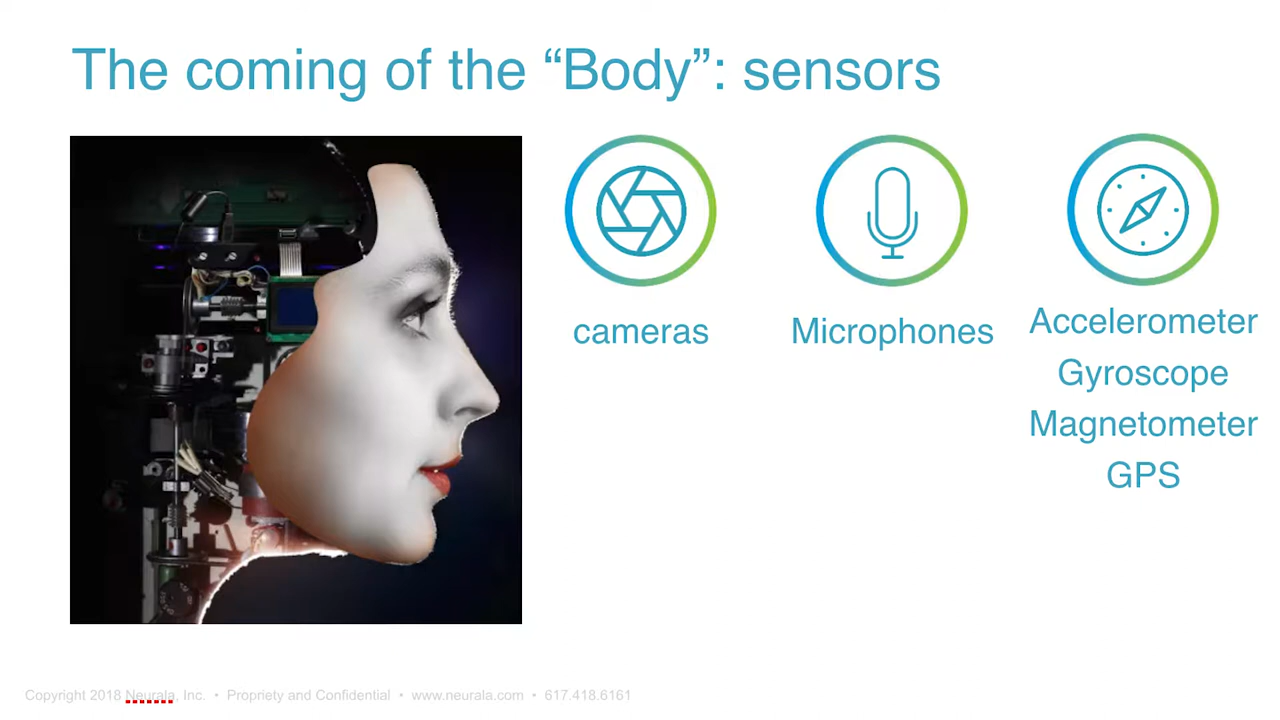 The coming of the “Body”: sensors
cameras
Microphones
Accelerometer
Gyroscope
Magnetometer
GPS
Copyright 2018 Neurala, Inc. • Propriety and Confidential • www.neurala.com • 617.418.6161